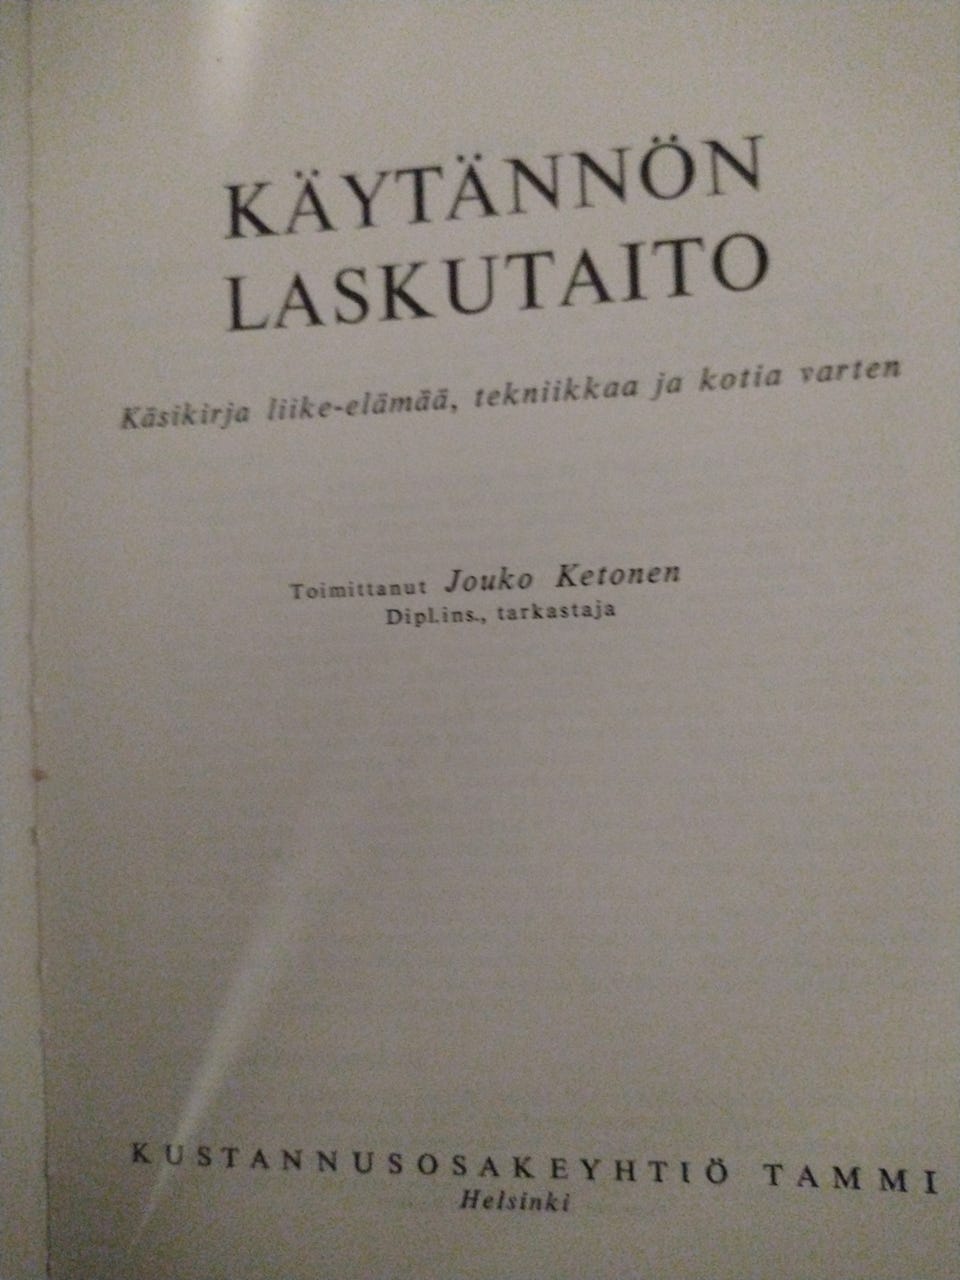 KÄYTÄNNÖN
LASKUTAITO
Käsikirja liike-elämää, tekniikkaa ja kotia varten
Toimittanut Jouko Ketonen
Dipl.ins., tarkastaja
KUSTANNUSOSAKEYHTIÖ TAMMI
Helsinki